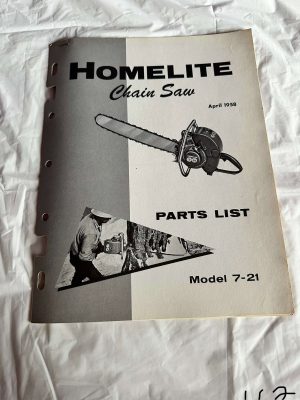 HOMELITE
Chain Saw
April 1958
PARTS LIST
Model 7-21